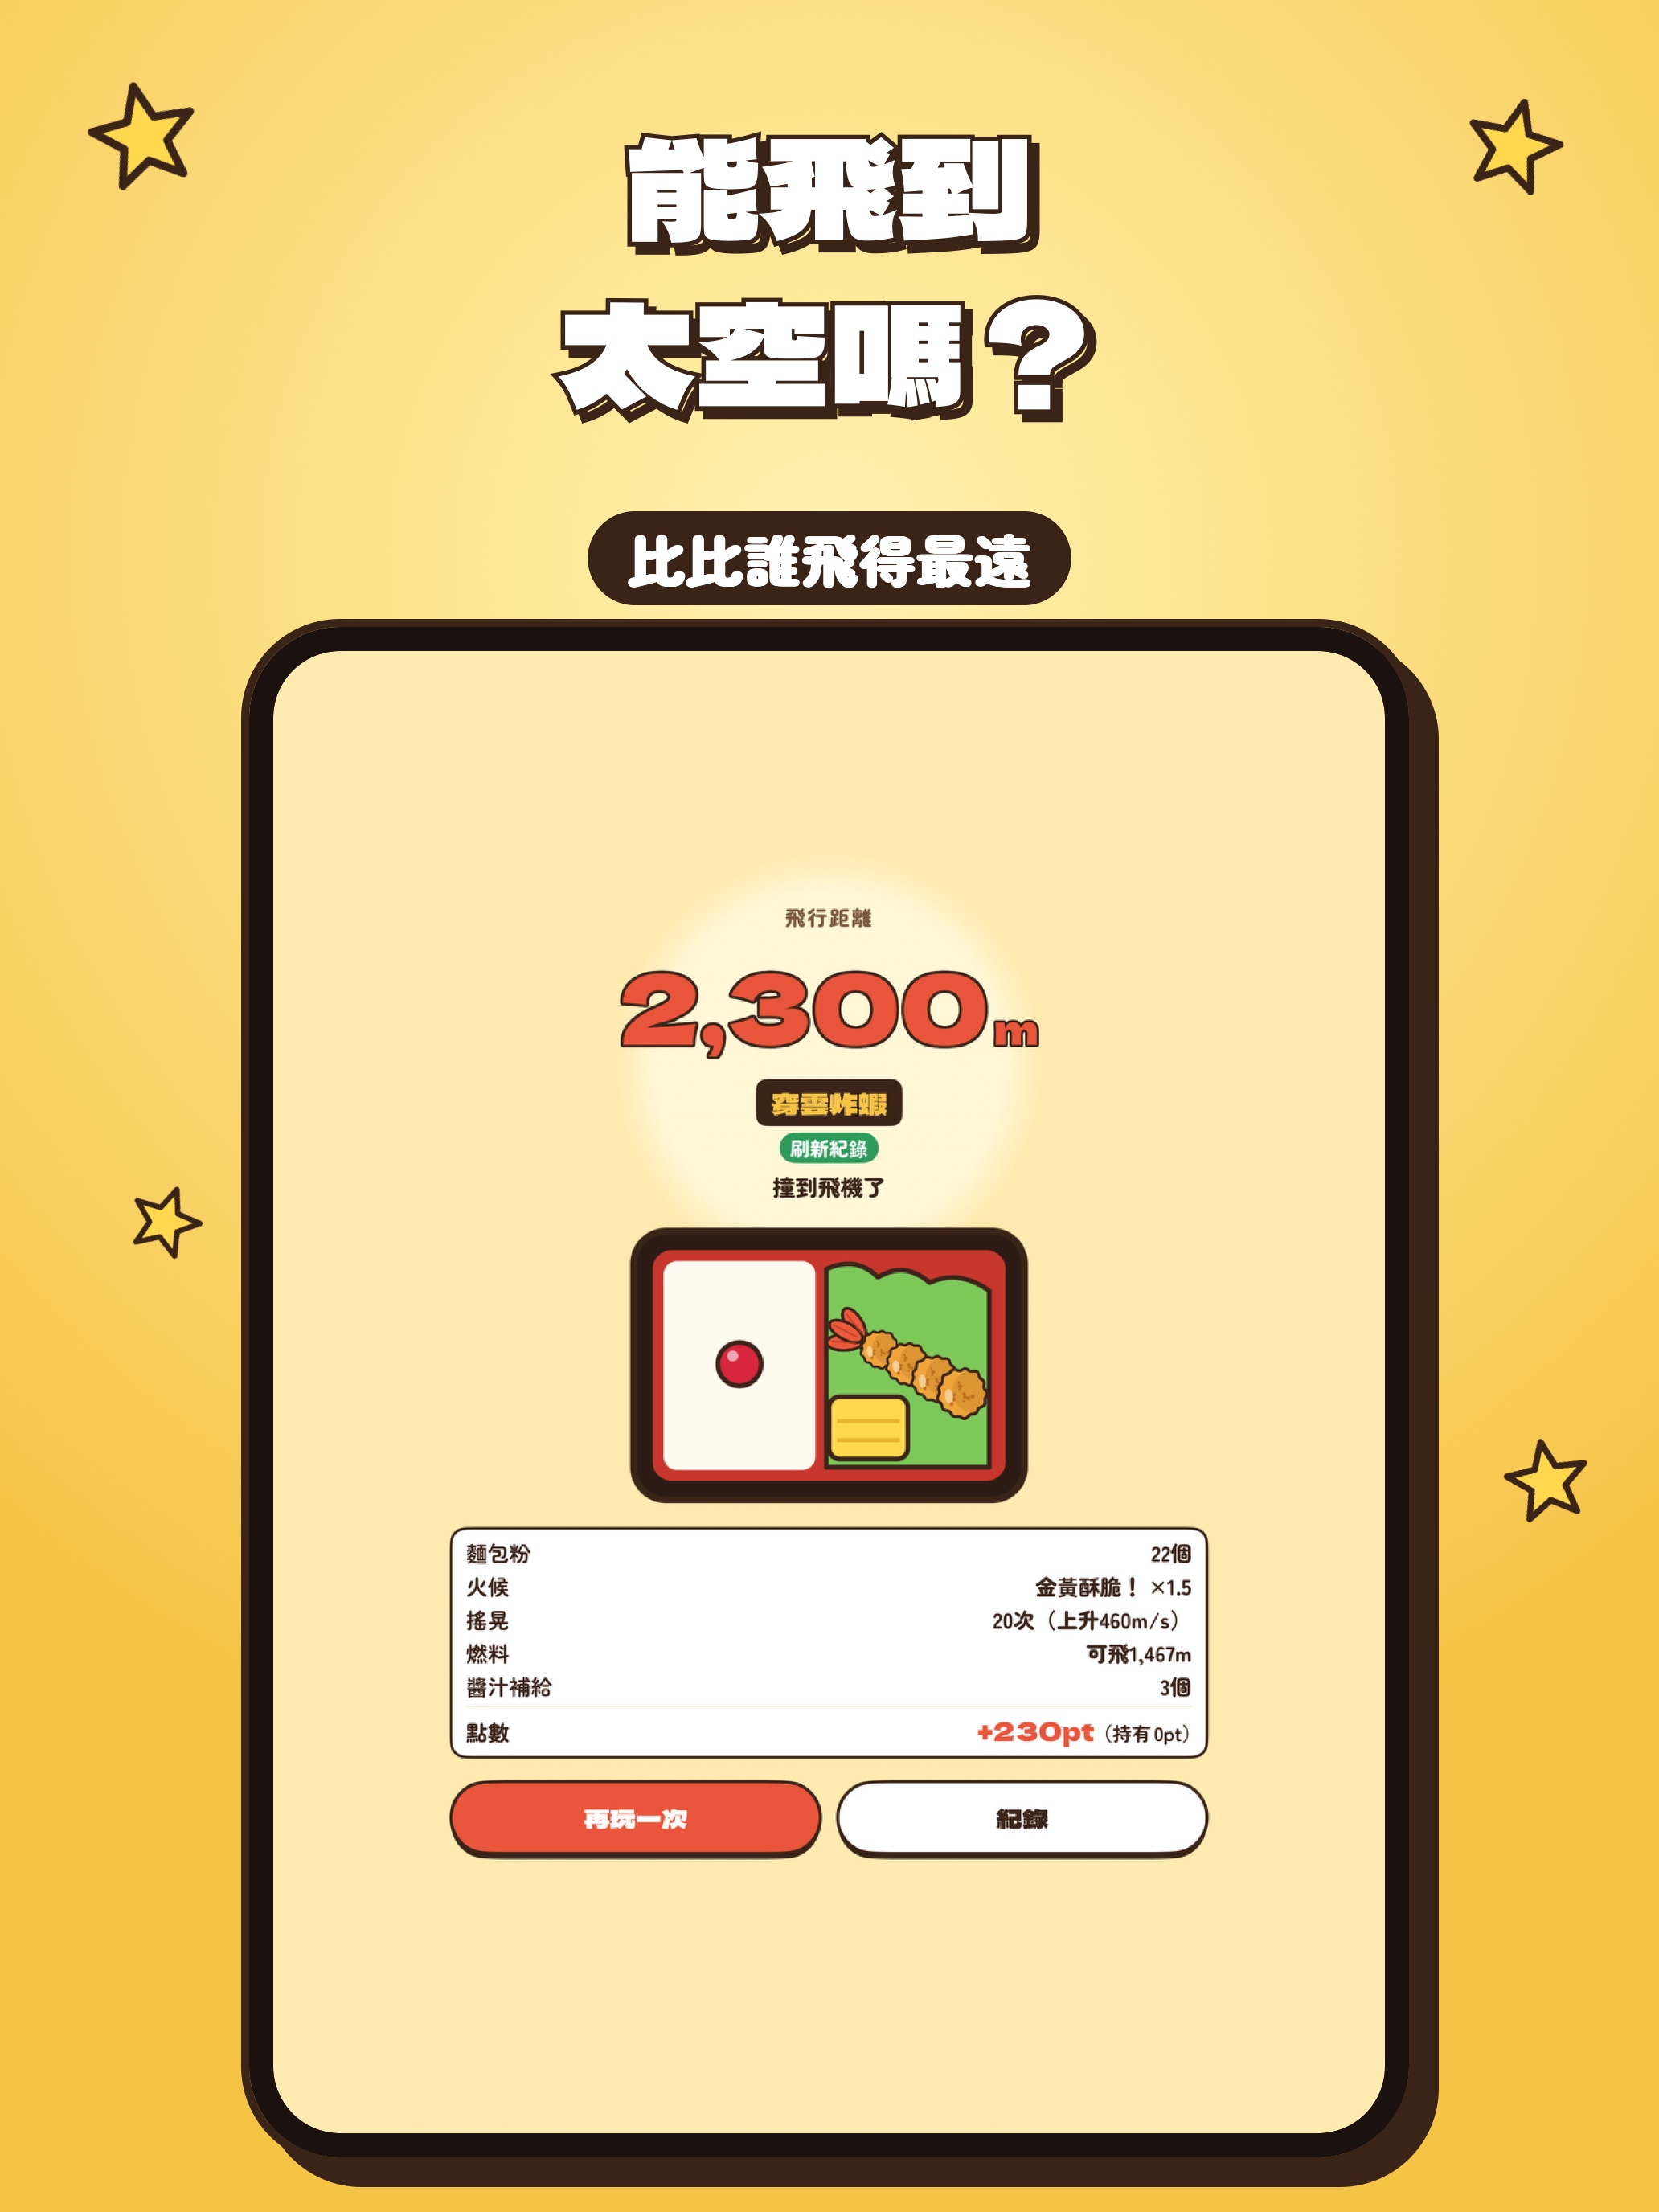 能飛到
太空嗎？
比比誰飛得最遠
飛行距離
2,300m
穿雲炸蝦
刷新紀錄
撞到飛機了
麵包粉 22個
火候 金黃酥脆！ ×1.5
搖晃 20次（上升460m/s）
燃料 可飛1,467m
醬汁補給 3個
點數 +230pt（持有0pt）
再玩一次 紀錄